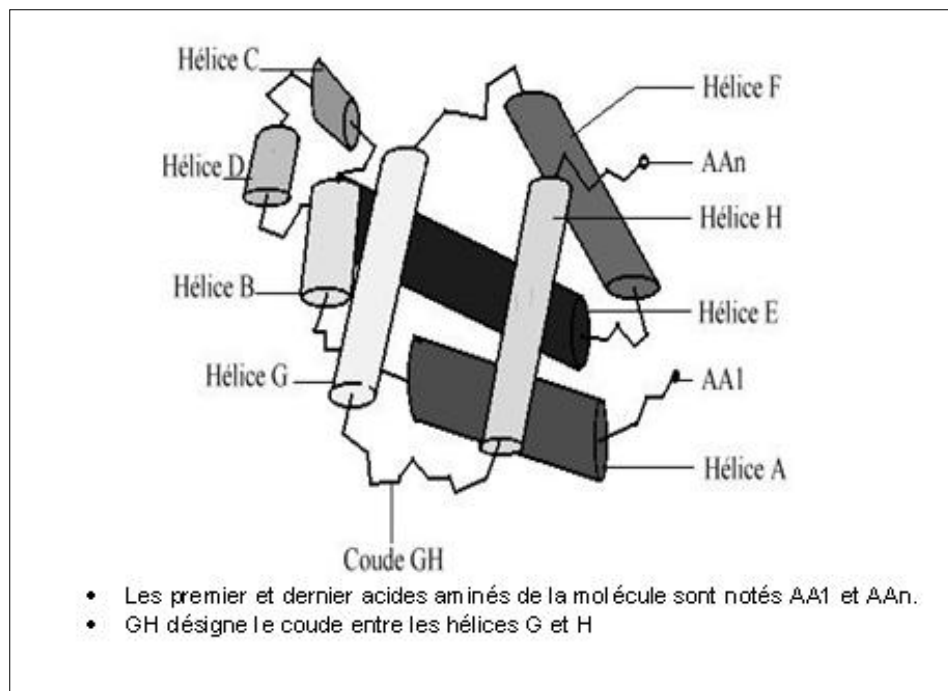 Hélice C
Hélice F
Hélice D
AAn
Hélice H
Hélice B
Hélice E
Hélice G
AA1
Hélice A
Coude GH
• Les premier et dernier acides aminés de la molécule sont notés AA1 et AAn.
• GH désigne le coude entre les hélices G et H